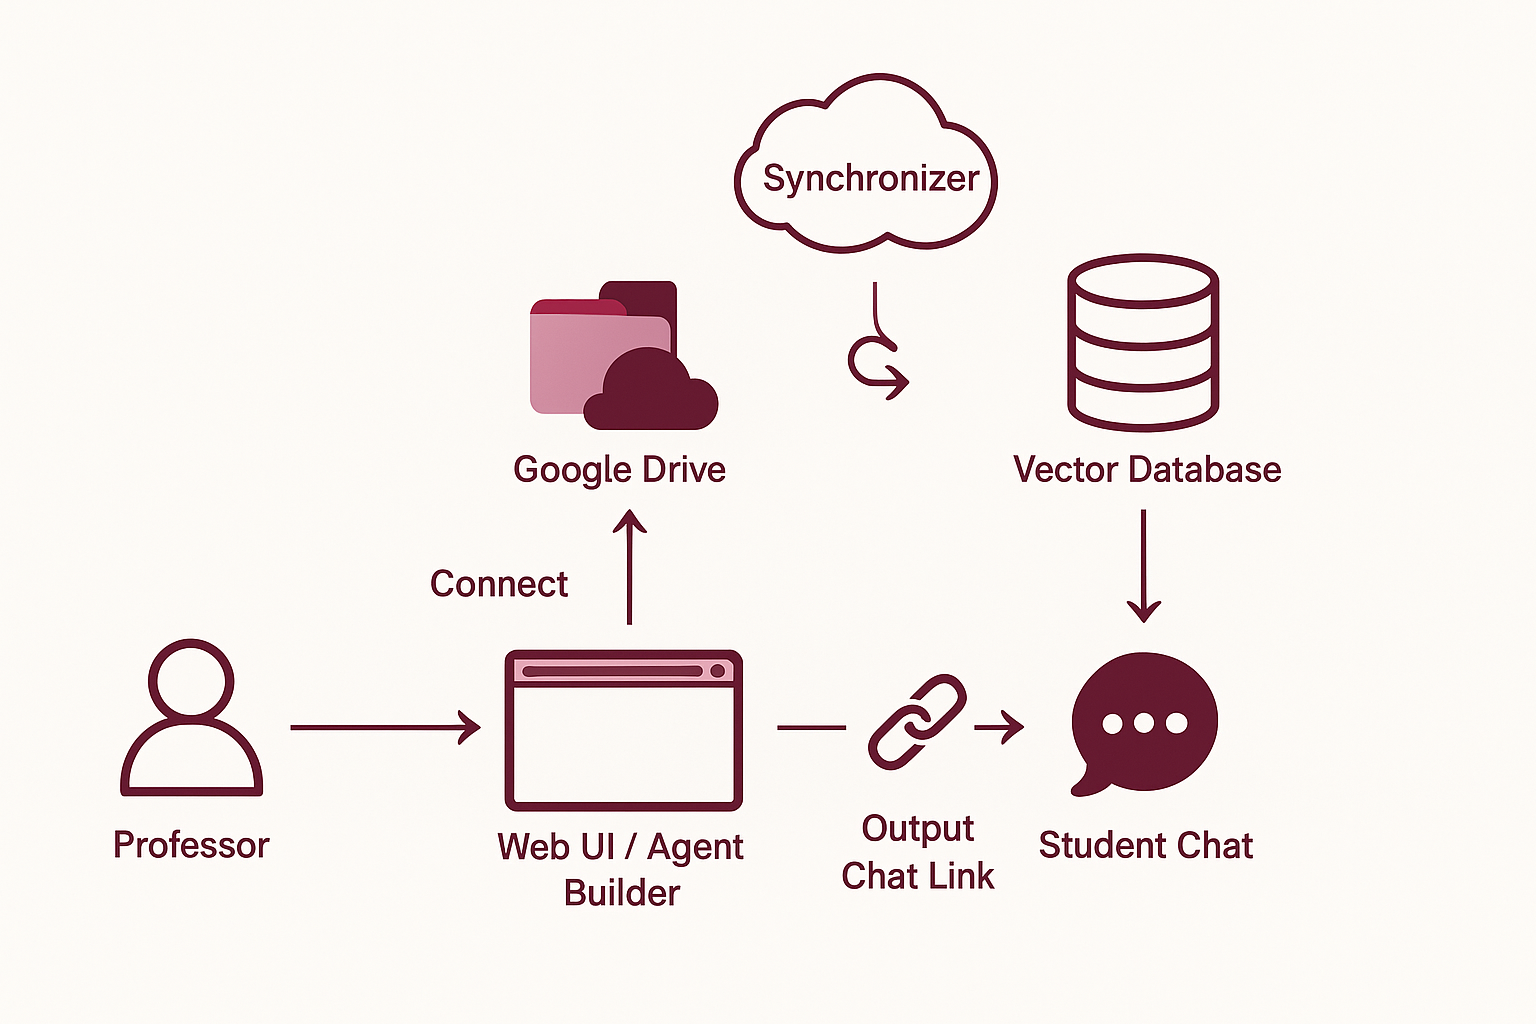 Synchronizer
Google Drive
Vector Database
Connect
Professor
Web UI / Agent
Builder
Output
Chat Link
Student Chat